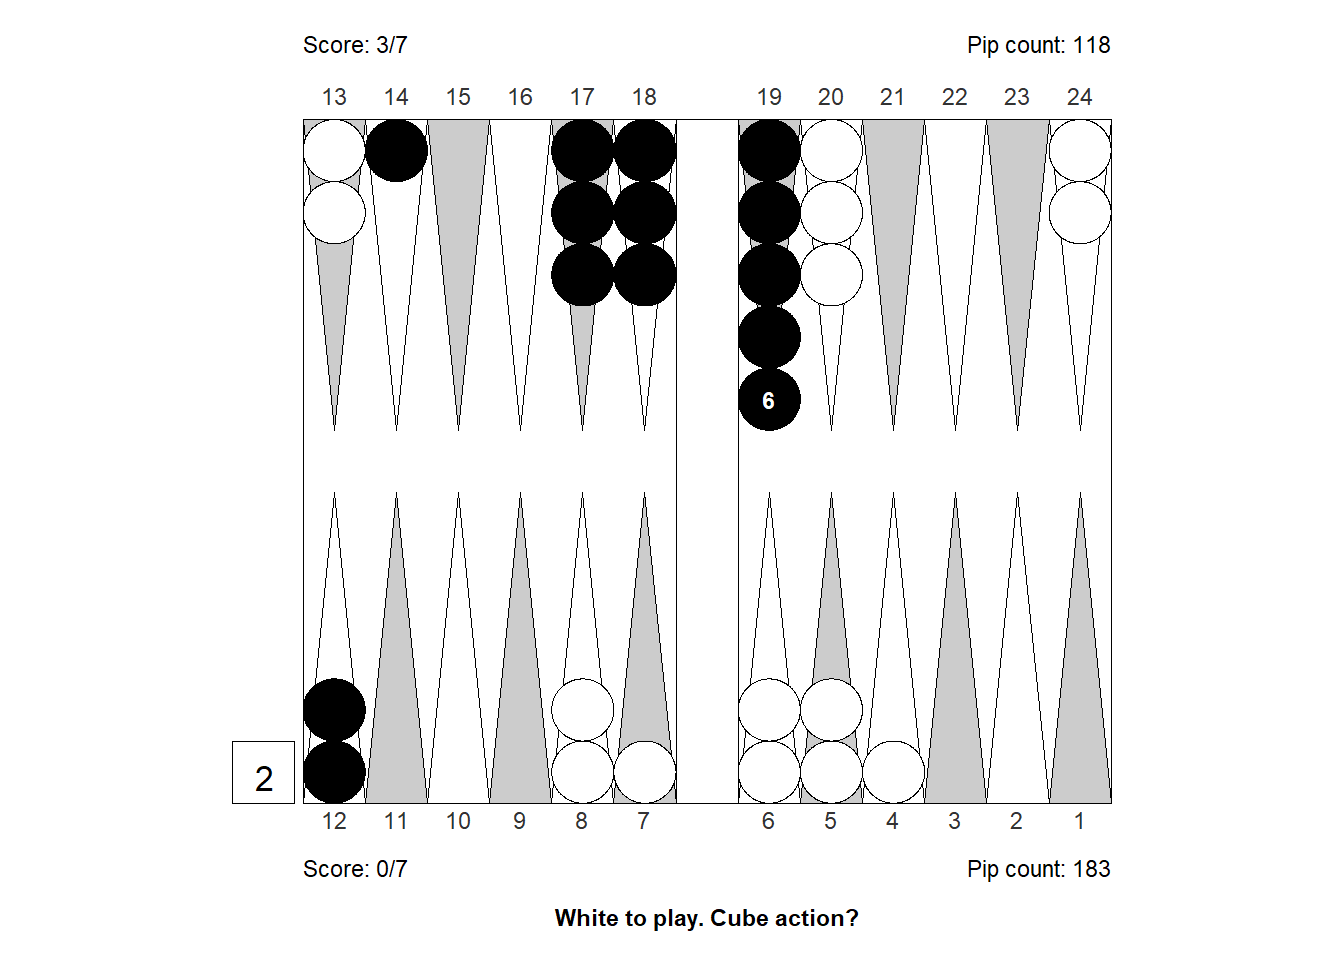 Score: 3/7 Pip count: 118
13 14 15 16 17 18 19 20 21 22 23 24
6
2
12 11 10 9 8 7 6 5 4 3 2 1
Score: 0/7 Pip count: 183
White to play. Cube action?